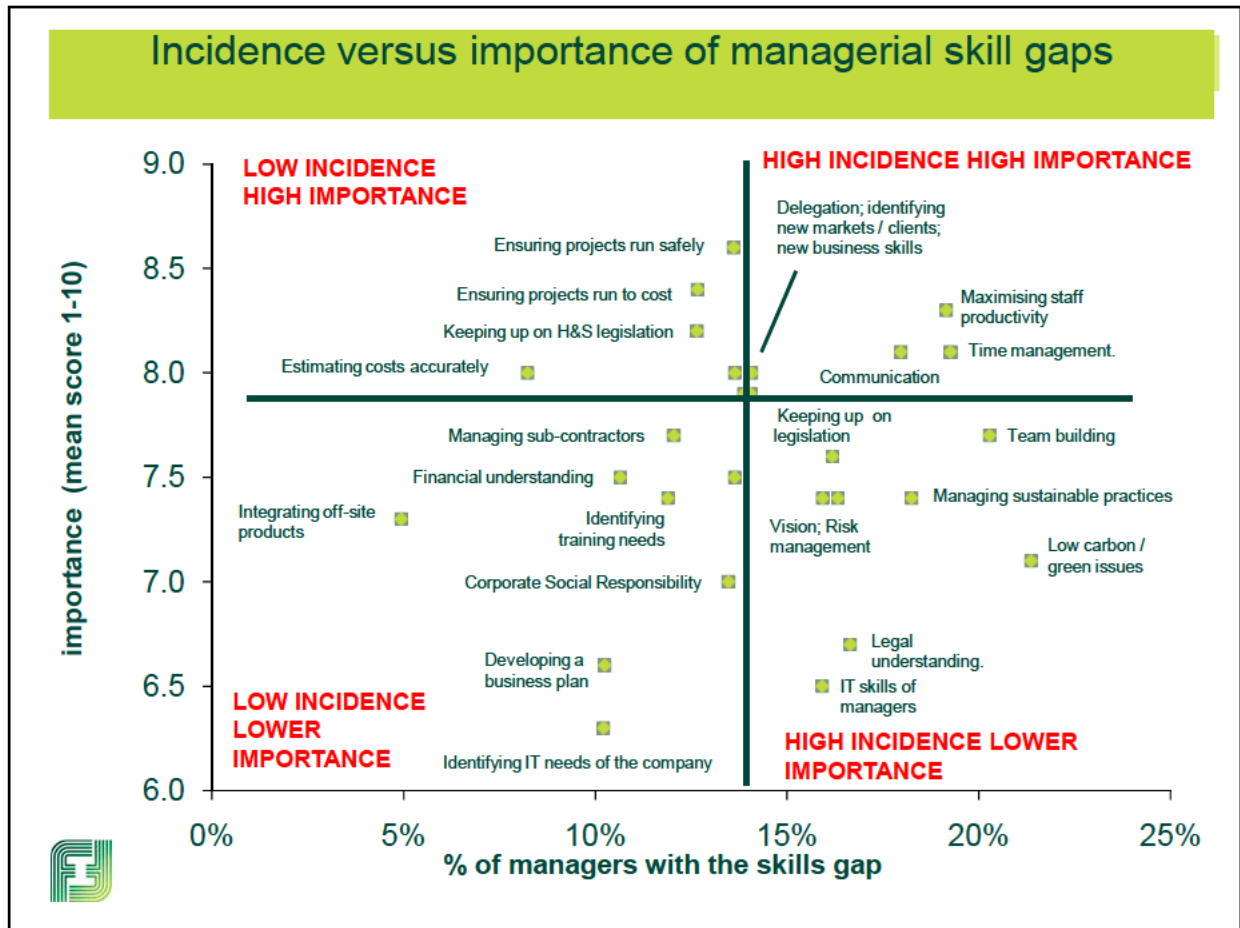 Incidence versus importance of managerial skill gaps
importance (mean score 1-10)
9.0
8.5
8.0
7.5
7.0
6.5
6.0
LOW INCIDENCE
HIGH IMPORTANCE
HIGH INCIDENCE HIGH IMPORTANCE
Delegation; identifying
new markets / clients;
new business skills
Ensuring projects run safely
Ensuring projects run to cost
Keeping up on H&S legislation
Estimating costs accurately
Maximising staff
productivity
Time management.
Communication
Managing sub-contractors
Financial understanding
Integrating off-site
products
Identifying
training needs
Corporate Social Responsibility
Developing a
business plan
Identifying IT needs of the company
LOW INCIDENCE
LOWER
IMPORTANCE
Keeping up on
legislation
Team building
Managing sustainable practices
Vision; Risk
management
Low carbon /
green issues
Legal
understanding.
IT skills of
managers
HIGH INCIDENCE LOWER
IMPORTANCE
0%
5%
10%
15%
20%
25%
% of managers with the skills gap